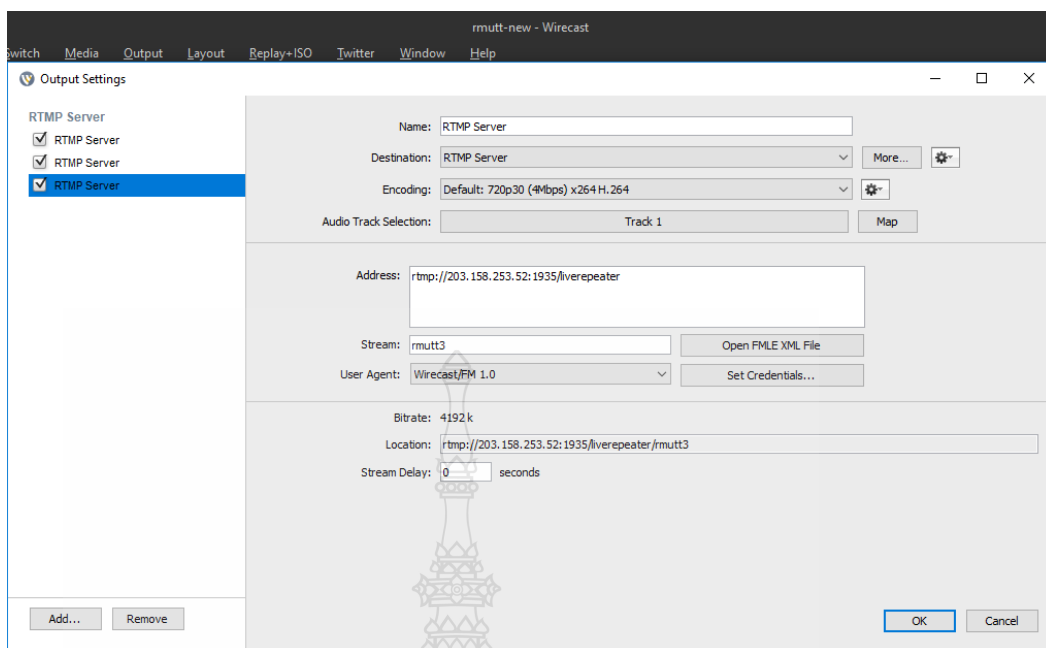 rmutt-new - Wirecast
Switch Media Output Layout Replay+ISO Twitter Window Help
Output Settings
RTMP Server
RTMP Server
RTMP Server
RTMP Server
Add... Remove
Name: RTMP Server
Destination: RTMP Server More...
Encoding: Default: 720p30 (4Mbps) x264 H.264
Audio Track Selection: Track 1 Map
Address: rtmp://203.158.253.52:1935/liverepeater
Stream: rmutt3 Open FMLE XML File
User Agent: Wirecast/FM 1.0 Set Credentials...
Bitrate: 4192 k
Location: rtmp://203.158.253.52:1935/liverepeater/rmutt3
Stream Delay: 0 seconds
OK Cancel